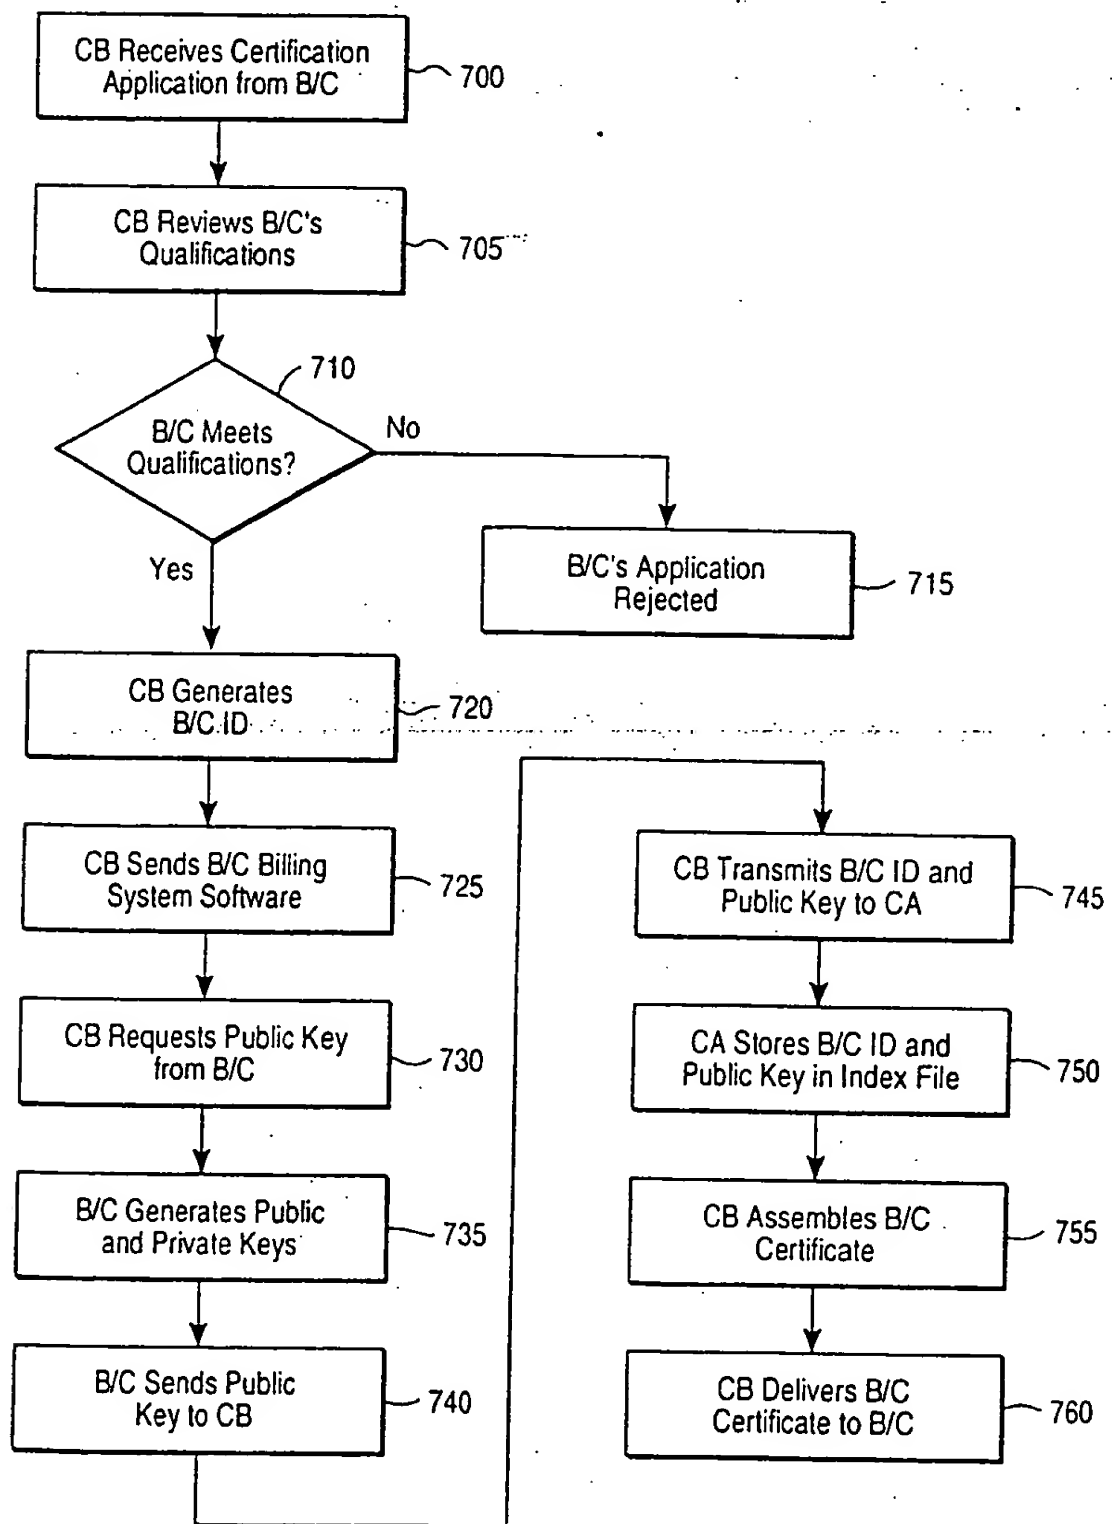 CB Receives Certification
Application from B/C
700
CB Reviews B/C's
Qualifications
705
710
B/C Meets
Qualifications?
No
Yes
B/C's Application
Rejected
715
CB Generates
B/C ID
720
CB Sends B/C Billing
System Software
725
CB Requests Public Key
from B/C
730
B/C Generates Public
and Private Keys
735
B/C Sends Public
Key to CB
740
CB Transmits B/C ID and
Public Key to CA
745
CA Stores B/C ID and
Public Key in Index File
750
CB Assembles B/C
Certificate
755
CB Delivers B/C
Certificate to B/C
760